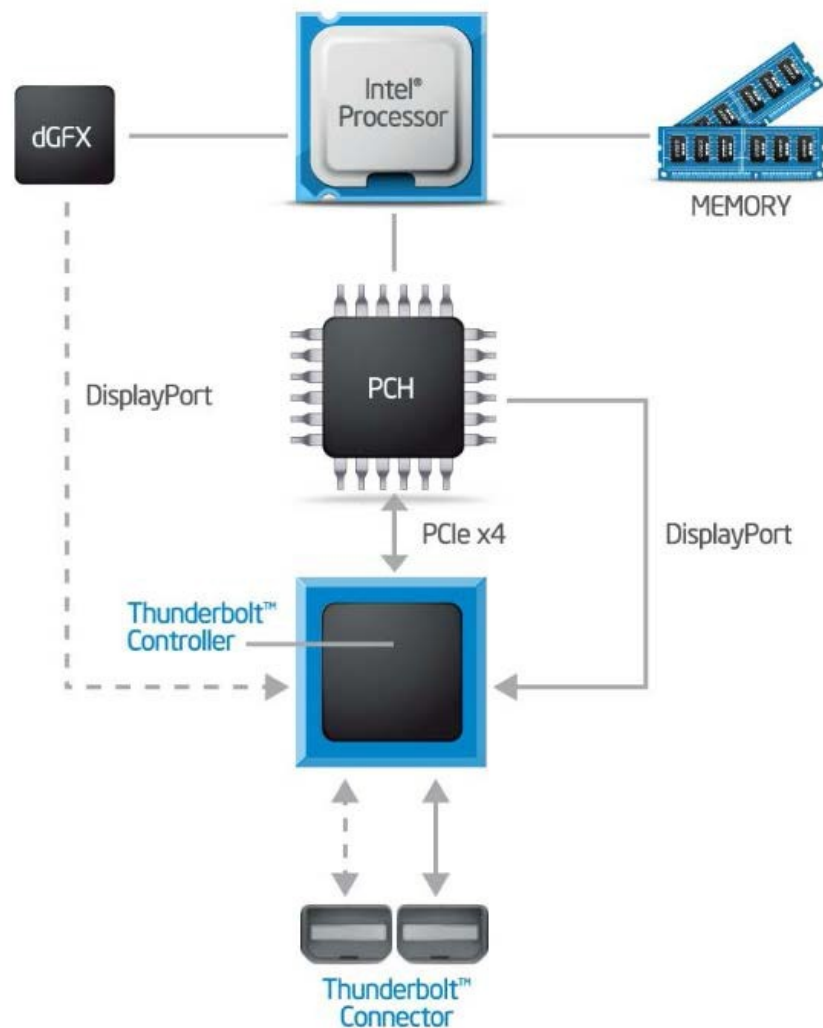 Intel®
Processor
dGFX
MEMORY
PCH
DisplayPort
PCIe x4
DisplayPort
Thunderbolt™
Controller
Thunderbolt™
Connector